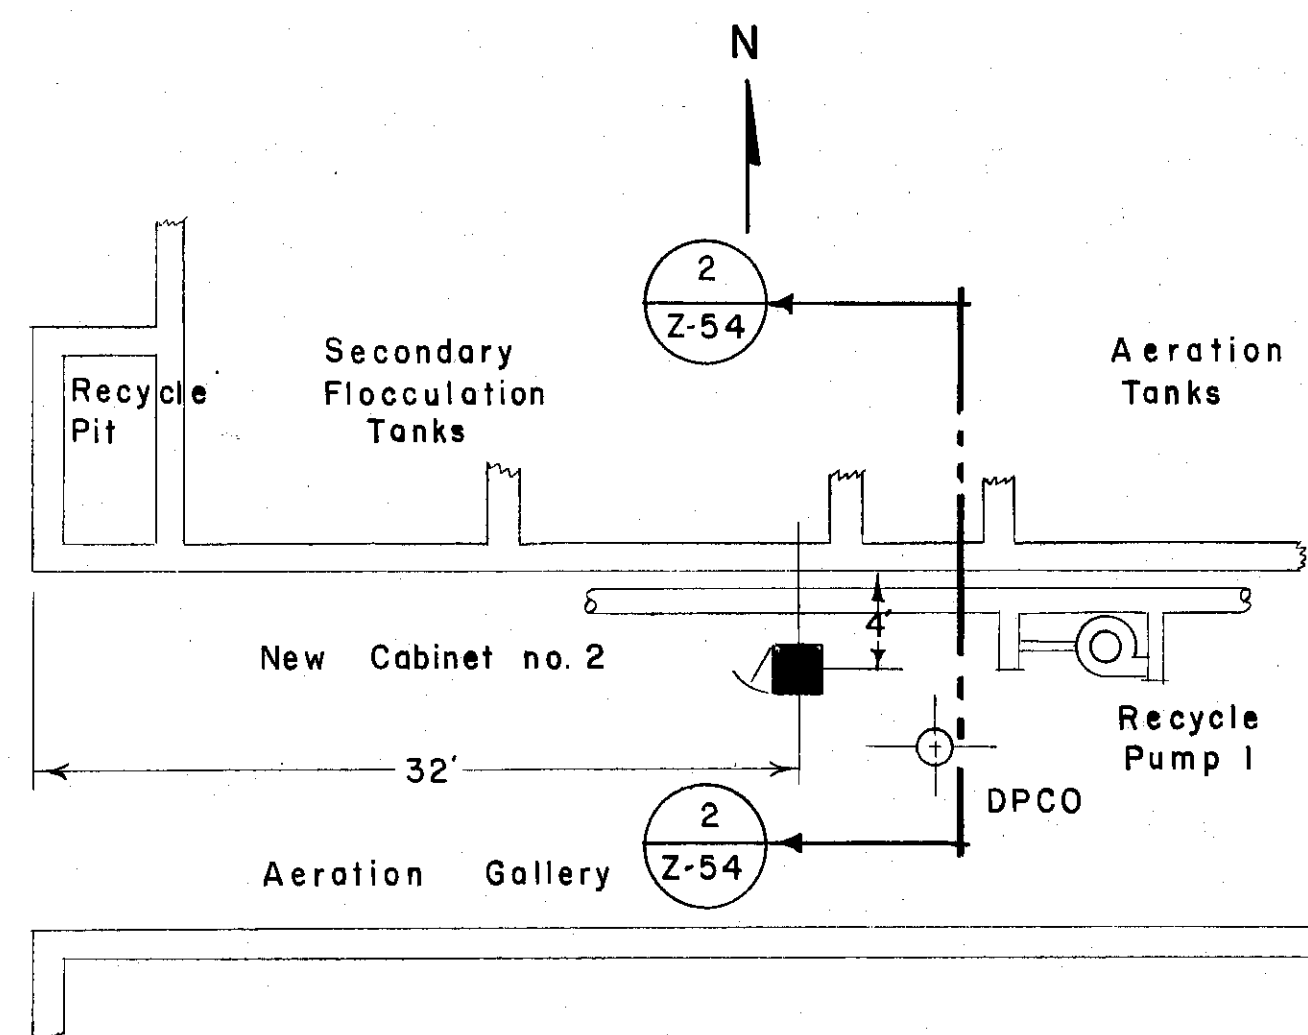 N
2
Z-54
Secondary
Flocculation
Tanks
Aeration
Tanks
Recycle
Pit
4'
New Cabinet no. 2
Recycle
Pump 1
32'
DPCO
2
Z-54
Aeration Gallery